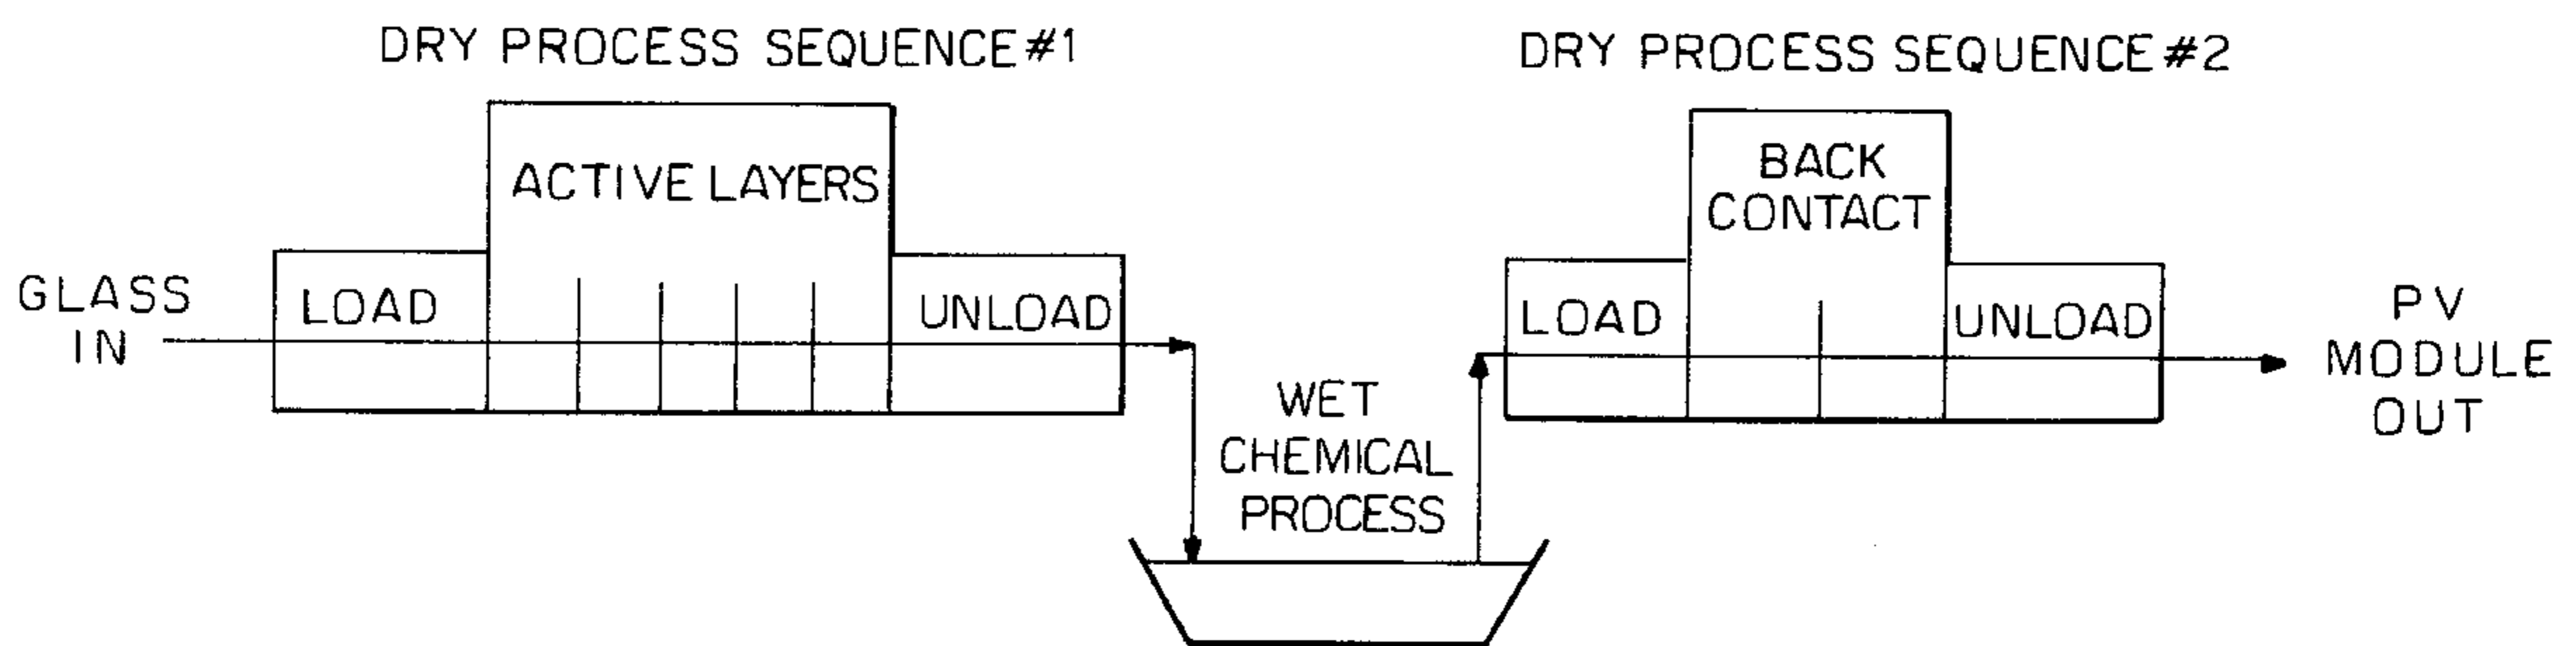 DRY PROCESS SEQUENCE #1
ACTIVE LAYERS
GLASS
IN
LOAD
UNLOAD
WET
CHEMICAL
PROCESS
DRY PROCESS SEQUENCE #2
BACK
CONTACT
LOAD
UNLOAD
PV
MODULE
OUT